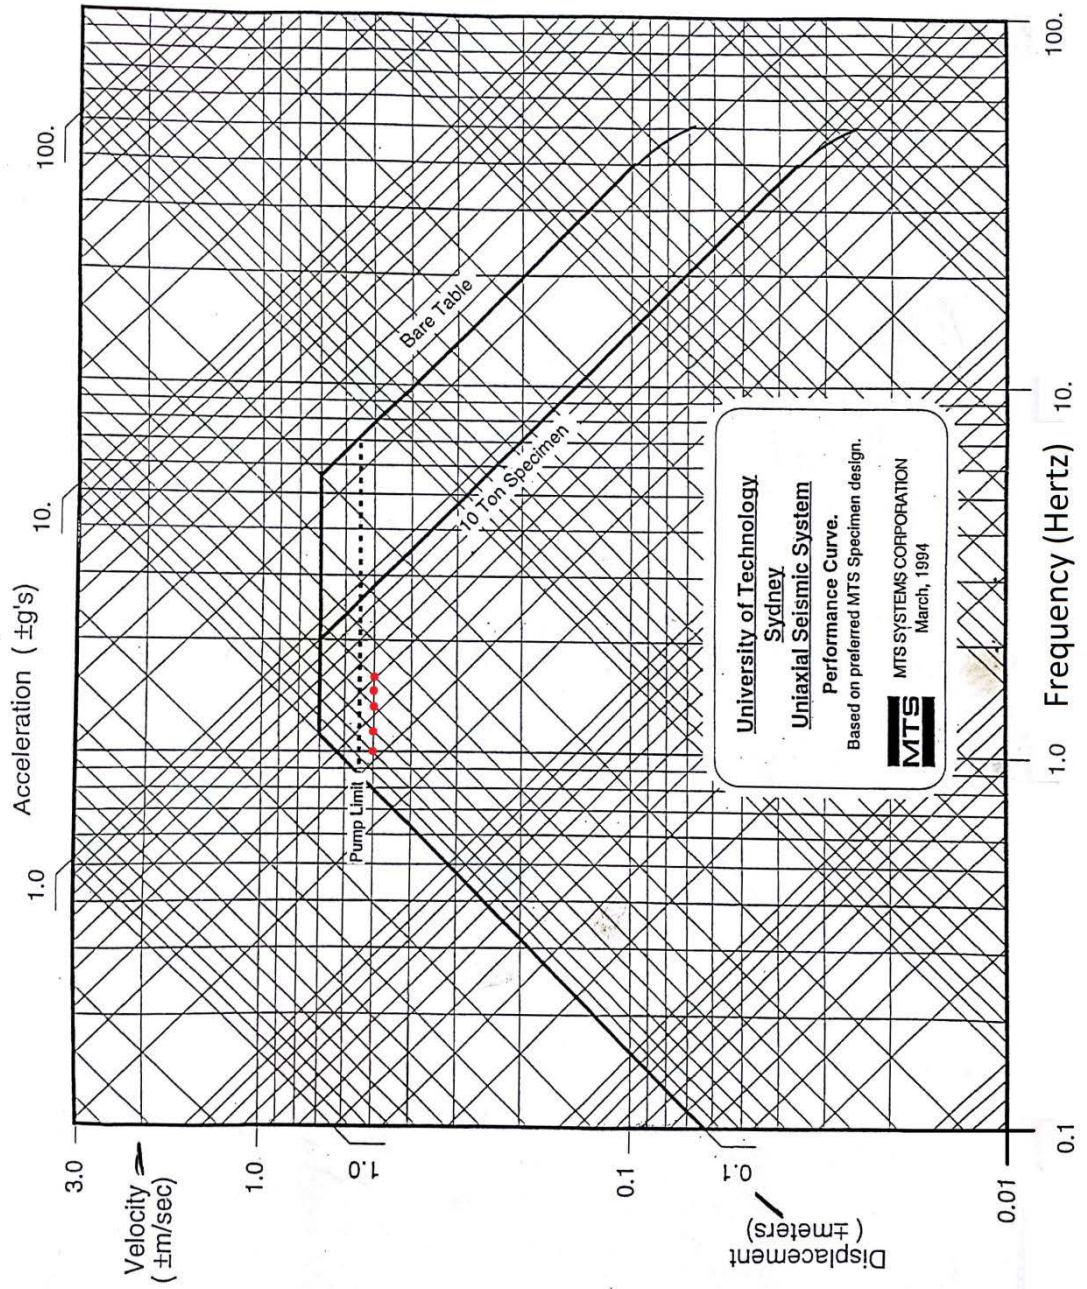 Acceleration ( ±g's)
1.0
10.
100.
Velocity
( ±m/sec)
3.0
1.0
1.0
0.1
0.1
0.01
Displacement
( ±meters)
Pump Limit
Bare Table
10 Ton Specimen
University of Technology
Sydney
Uniaxial Seismic System
Performance Curve.
Based on preferred MTS Specimen design.
MTS
MTS SYSTEMS CORPORATION
March, 1994
0.1
1.0
10.
100.
Frequency (Hertz)